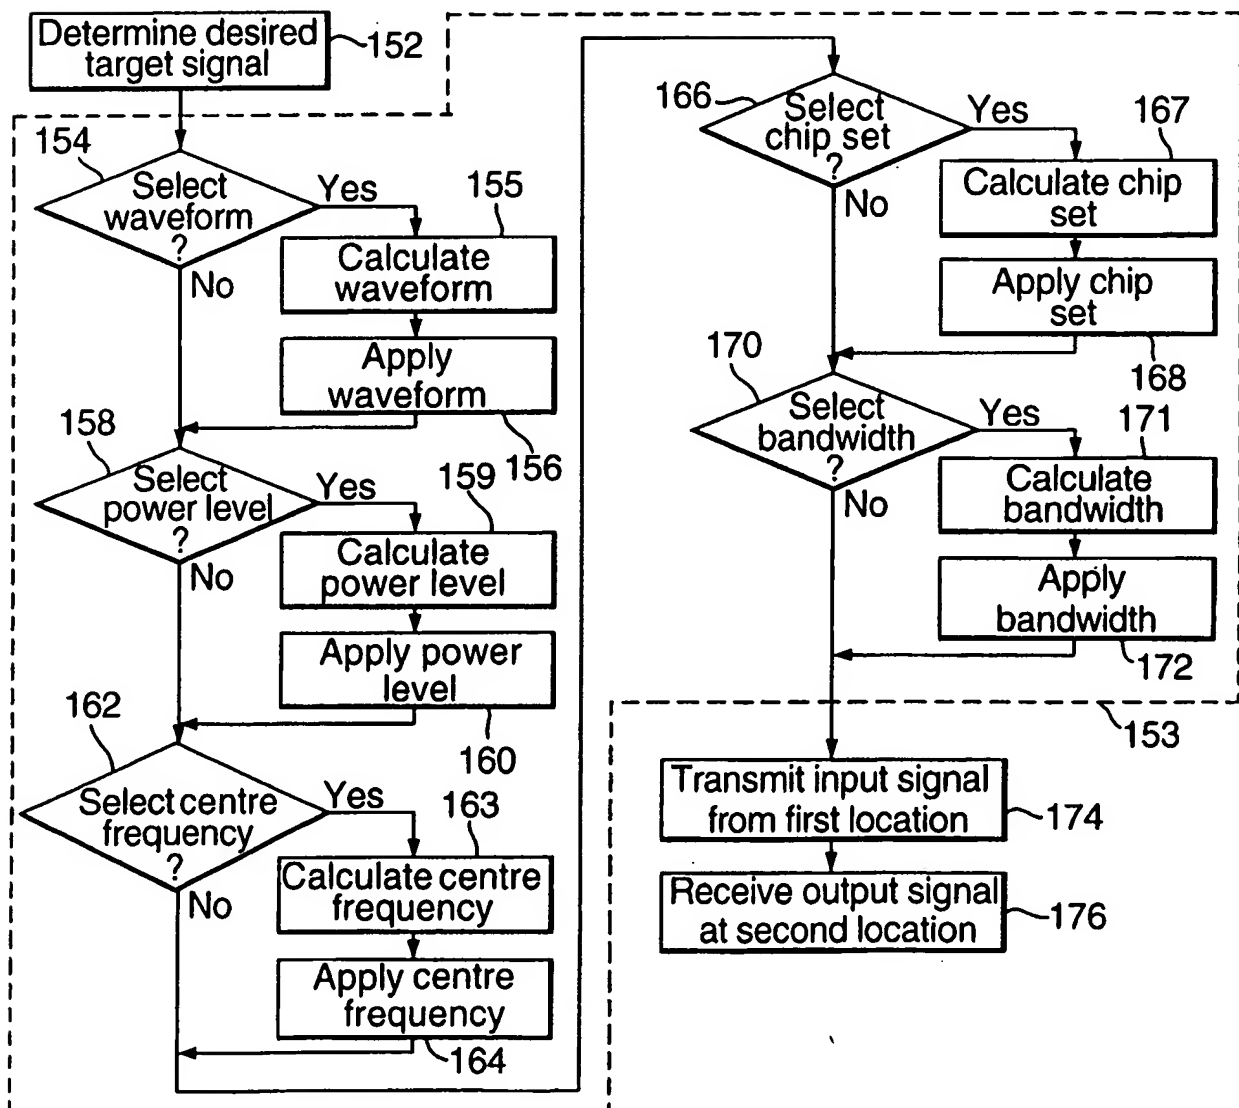 Determine desired
target signal
152
154
Select
waveform
?
Yes
No
155
Calculate
waveform
Apply
waveform
156
158
Select
power level
?
Yes
No
159
Calculate
power level
Apply power
level
160
162
Select centre
frequency
?
Yes
No
163
Calculate centre
frequency
Apply centre
frequency
164
166
Select
chip set
?
Yes
No
167
Calculate chip
set
Apply chip
set
168
170
Select
bandwidth
?
Yes
No
171
Calculate
bandwidth
Apply
bandwidth
172
153
Transmit input signal
from first location
174
Receive output signal
at second location
176